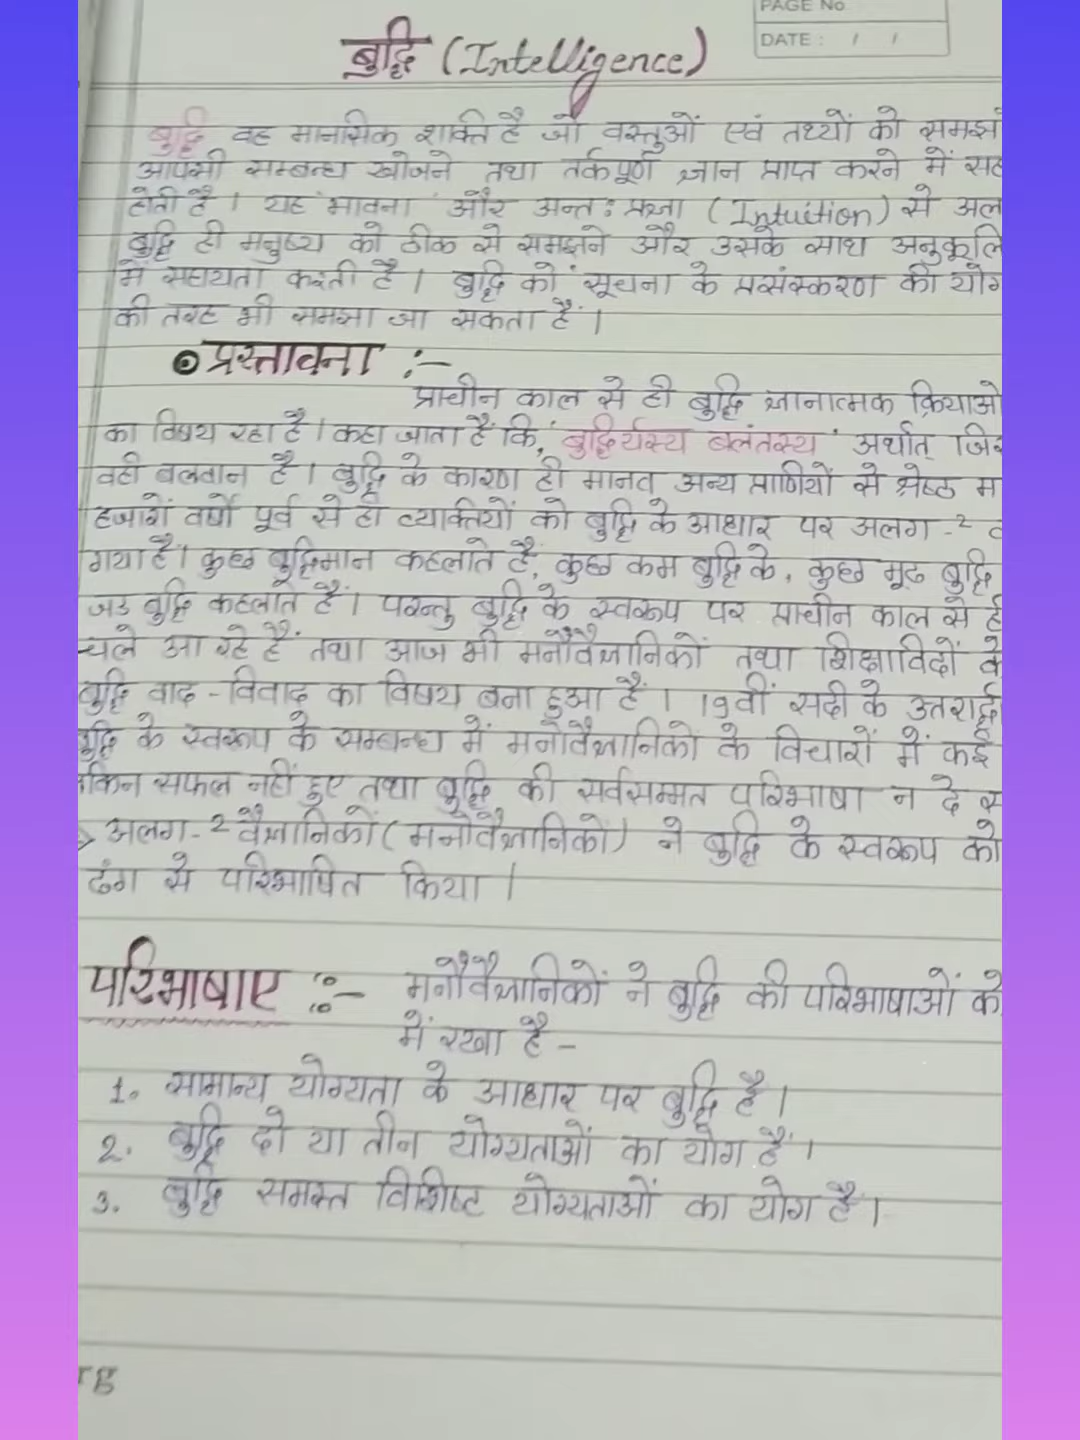 PAGE No
DATE : / /
बुद्धि (Intelligence)
बुद्धि वह मानसिक शक्ति है जो वस्तुओं एवं तथ्यों को समझ
आपसी सम्बन्ध खोजने तथा तर्कपूर्ण ज्ञान प्राप्त करने में सह
होती है । यह भावना और अन्तः प्रज्ञा (Intuition) से अल
बुद्धि ही मनुष्य को ठीक से समझने और उसके साथ अनुकूलि
में सहायता करती है । बुद्धि को सूचना के प्रसंस्करण की योग
की तरह भी समझा जा सकता है ।
प्रस्तावना :-
प्राचीन काल से ही बुद्धि ज्ञानात्मक क्रियाओ
का विषय रहा है । कहा जाता है कि, 'बुद्धिर्यस्य बलंतस्य' अर्थात् जिस
वही बलवान है । बुद्धि के कारण ही मानव अन्य प्राणियों से श्रेष्ठ म
हजारों वर्षों पूर्व से ही व्यक्तियों को बुद्धि के आधार पर अलग-2 व
गया है । कुछ बुद्धिमान कहलाते हैं, कुछ कम बुद्धि के, कुछ मूढ बुद्धि
जड बुद्धि कहलाते हैं । परन्तु बुद्धि के स्वरूप पर प्राचीन काल से ही
चले आ रहे हैं तथा आज भी मनोवैज्ञानिकों तथा शिक्षाविदों के
बुद्धि वाद-विवाद का विषय बना हुआ है । 19वीं सदी के उत्तरार्द्ध
बुद्धि के स्वरूप के सम्बन्ध में मनोवैज्ञानिकों के विचारों में कई
किन सफल नहीं हुए तथा बुद्धि की सर्वसम्मत परिभाषा न दे स
अलग-2 वैज्ञानिकों (मनोवैज्ञानिकों) ने बुद्धि के स्वरूप को
ढंग से परिभाषित किया ।
परिभाषाए :- मनौवैज्ञानिकों ने बुद्धि की परिभाषाओं को
में रखा है -
1. सामान्य योग्यता के आधार पर बुद्धि है ।
2. बुद्धि दो या तीन योग्यताओं का योग है ।
3. बुद्धि समस्त विशिष्ट योग्यताओं का योग है ।